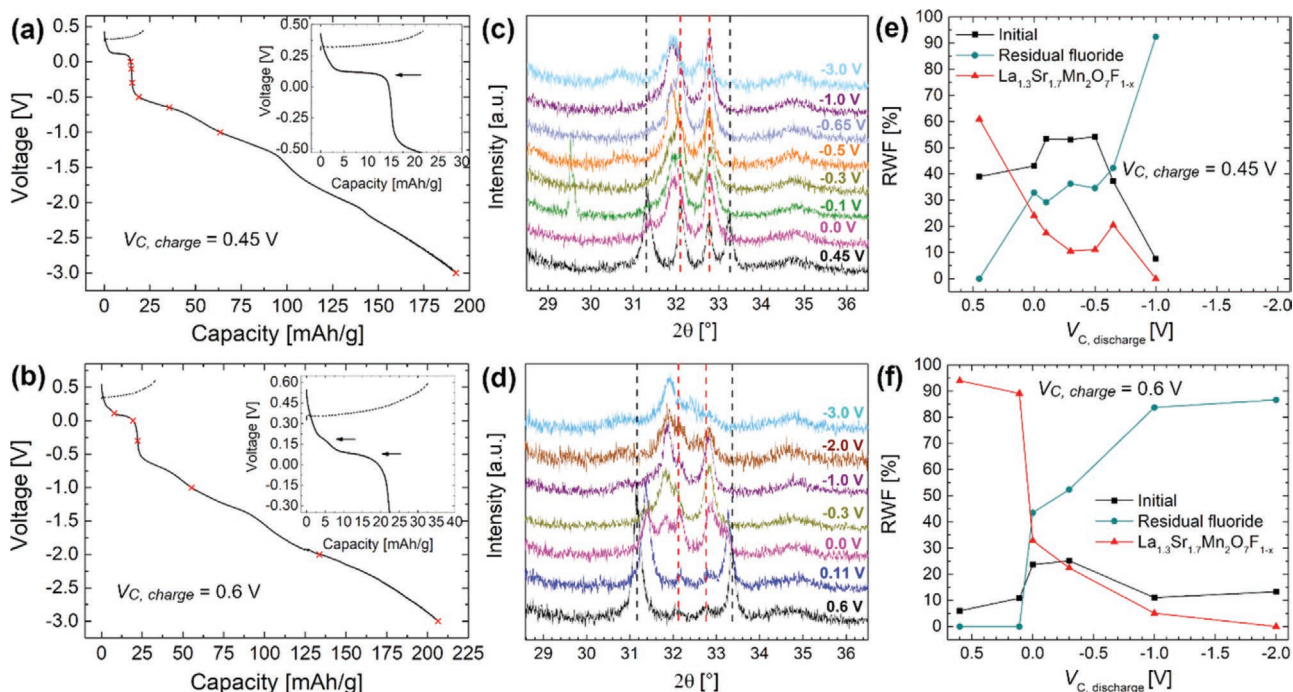 (a)
Voltage [V]
0.5
0.0
-0.5
-1.0
-1.5
-2.0
-2.5
-3.0
0 25 50 75 100 125 150 175 200
Capacity [mAh/g]
V_C, charge = 0.45 V
Voltage [V]
0.50
0.25
0.00
-0.25
-0.50
0 5 10 15 20 25 30
Capacity [mAh/g]
(c)
Intensity [a.u.]
-3.0 V
-1.0 V
-0.65 V
-0.5 V
-0.3 V
-0.1 V
0.0 V
0.45 V
29 30 31 32 33 34 35 36
2θ [°]
(e)
RWF [%]
100
90
80
70
60
50
40
30
20
10
0
Initial
Residual fluoride
La1.3Sr1.7Mn2O7F1-x
V_C, charge = 0.45 V
0.5 0.0 -0.5 -1.0 -1.5 -2.0
V_C, discharge [V]
(b)
Voltage [V]
0.5
0.0
-0.5
-1.0
-1.5
-2.0
-2.5
-3.0
0 25 50 75 100 125 150 175 200 225
Capacity [mAh/g]
V_C, charge = 0.6 V
Voltage [V]
0.60
0.45
0.30
0.15
0.00
-0.15
-0.30
0 5 10 15 20 25 30 35 40
Capacity [mAh/g]
(d)
Intensity [a.u.]
-3.0 V
-2.0 V
-1.0 V
-0.3 V
0.0 V
0.11 V
0.6 V
29 30 31 32 33 34 35 36
2θ [°]
(f)
RWF [%]
100
90
80
70
60
50
40
30
20
10
0
V_C, charge = 0.6 V
Initial
Residual fluoride
La1.3Sr1.7Mn2O7F1-x
0.5 0.0 -0.5 -1.0 -1.5 -2.0
V_C, discharge [V]